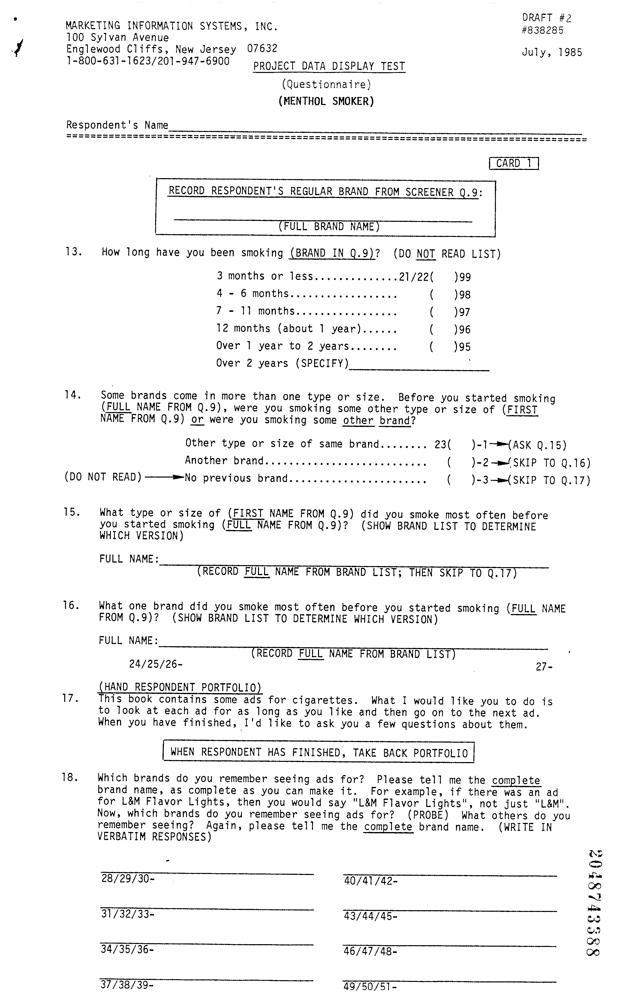 MARKETING INFORMATION SYSTEMS, INC.
100 Sylvan Avenue
Englewood Cliffs, New Jersey 07632
1-800-631-1623/201-947-6900
DRAFT #2
#838285
July, 1985
PROJECT DATA DISPLAY TEST
(Questionnaire)
(MENTHOL SMOKER)
Respondent's Name
CARD 1
RECORD RESPONDENT'S REGULAR BRAND FROM SCREENER Q.9:
(FULL BRAND NAME)
13. How long have you been smoking (BRAND IN Q.9)? (DO NOT READ LIST)
3 months or less..............21/22( )99
4 - 6 months................. ( )98
7 - 11 months................ ( )97
12 months (about 1 year)...... ( )96
Over 1 year to 2 years........ ( )95
Over 2 years (SPECIFY)
14. Some brands come in more than one type or size. Before you started smoking
(FULL NAME FROM Q.9), were you smoking some other type or size of (FIRST
NAME FROM Q.9) or were you smoking some other brand?
Other type or size of same brand........ 23( )-1→(ASK Q.15)
Another brand.......................... ( )-2→(SKIP TO Q.16)
(DO NOT READ)→No previous brand...................... ( )-3→(SKIP TO Q.17)
15. What type or size of (FIRST NAME FROM Q.9) did you smoke most often before
you started smoking (FULL NAME FROM Q.9)? (SHOW BRAND LIST TO DETERMINE
WHICH VERSION)
FULL NAME:
(RECORD FULL NAME FROM BRAND LIST; THEN SKIP TO Q.17)
16. What one brand did you smoke most often before you started smoking (FULL NAME
FROM Q.9)? (SHOW BRAND LIST TO DETERMINE WHICH VERSION)
FULL NAME:
(RECORD FULL NAME FROM BRAND LIST)
24/25/26- 27-
(HAND RESPONDENT PORTFOLIO)
17. This book contains some ads for cigarettes. What I would like you to do is
to look at each ad for as long as you like and then go on to the next ad.
When you have finished, I'd like to ask you a few questions about them.
WHEN RESPONDENT HAS FINISHED, TAKE BACK PORTFOLIO
18. Which brands do you remember seeing ads for? Please tell me the complete
brand name, as complete as you can make it. For example, if there was an ad
for L&M Flavor Lights, then you would say "L&M Flavor Lights", not just "L&M".
Now, which brands do you remember seeing ads for? (PROBE) What others do you
remember seeing? Again, please tell me the complete brand name. (WRITE IN
VERBATIM RESPONSES)
28/29/30- 40/41/42-
31/32/33- 43/44/45-
34/35/36- 46/47/48-
37/38/39- 49/50/51-
2048743588